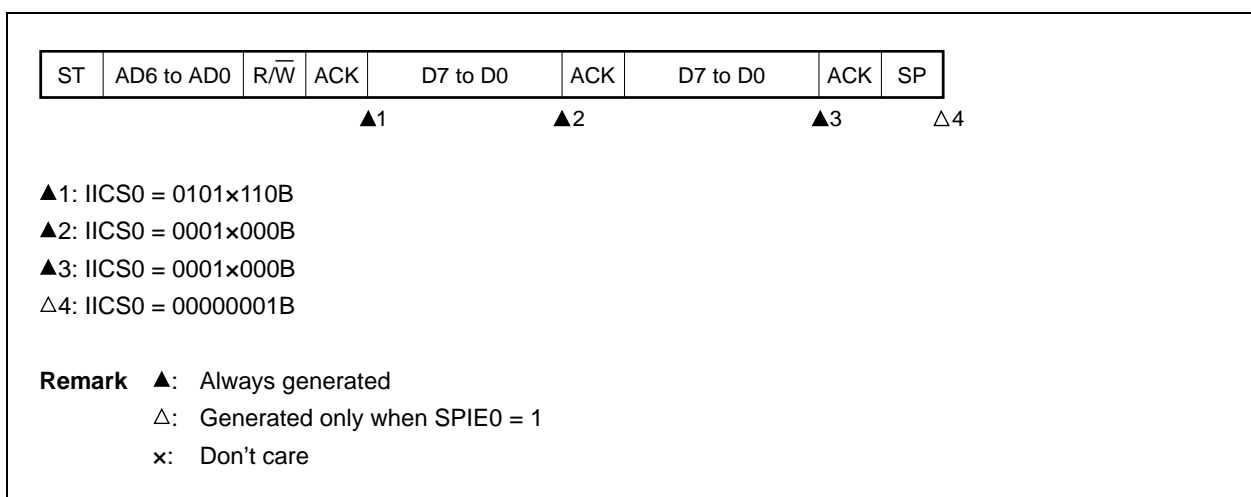 ST AD6 to AD0 R/W̅ ACK D7 to D0 ACK D7 to D0 ACK SP
▲1 ▲2 ▲3 △4
▲1: IICS0 = 0101×110B
▲2: IICS0 = 0001×000B
▲3: IICS0 = 0001×000B
△4: IICS0 = 00000001B
Remark ▲: Always generated
△: Generated only when SPIE0 = 1
×: Don't care